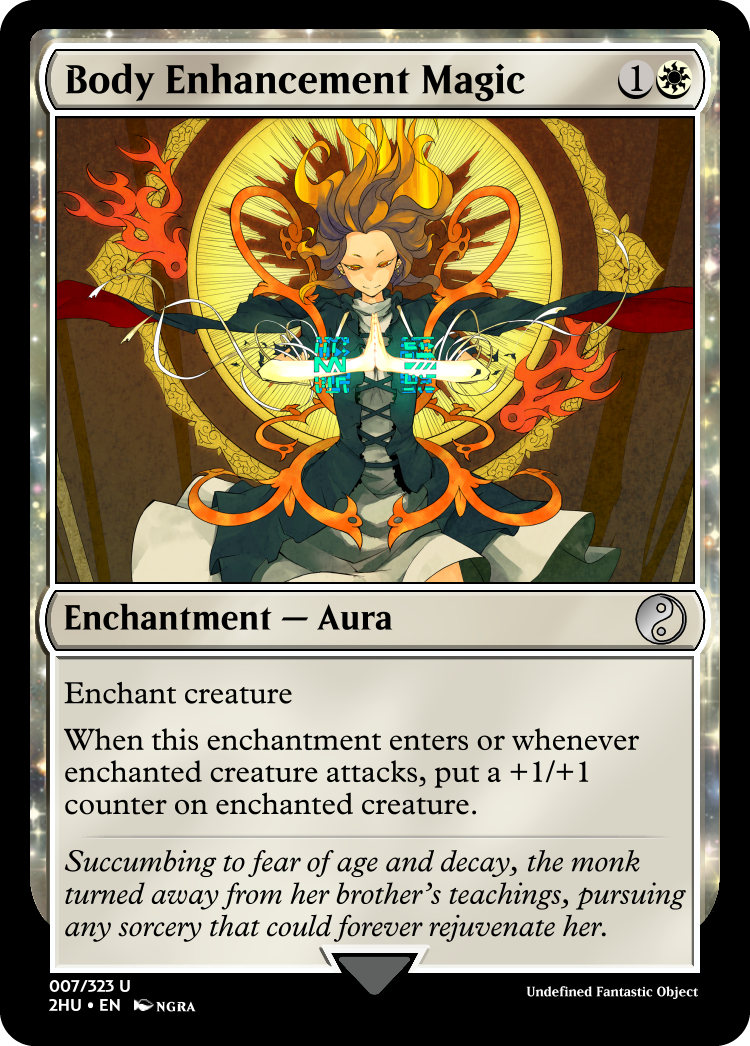 Body Enhancement Magic 1
Enchantment — Aura
Enchant creature
When this enchantment enters or whenever
enchanted creature attacks, put a +1/+1
counter on enchanted creature.
Succumbing to fear of age and decay, the monk
turned away from her brother's teachings, pursuing
any sorcery that could forever rejuvenate her.
007/323 U
2HU • EN NGRA
Undefined Fantastic Object